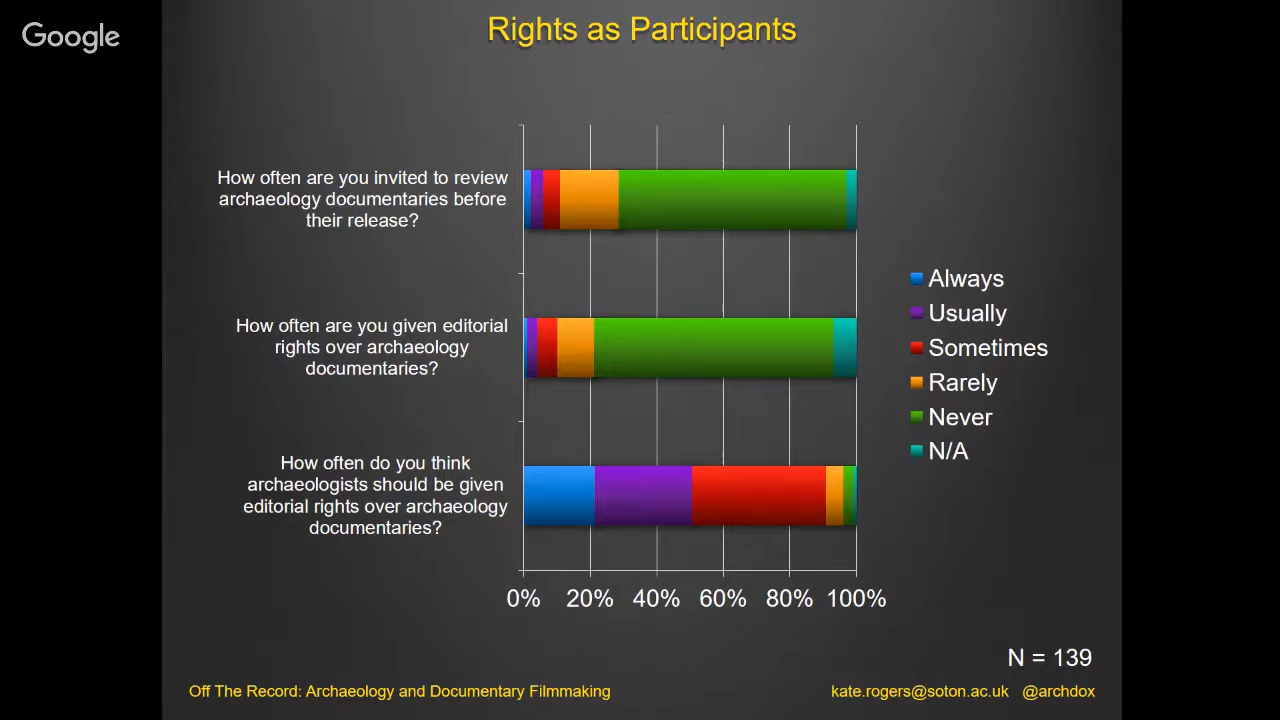 Google
Rights as Participants
How often are you invited to review
archaeology documentaries before
their release?
How often are you given editorial
rights over archaeology
documentaries?
How often do you think
archaeologists should be given
editorial rights over archaeology
documentaries?
Always
Usually
Sometimes
Rarely
Never
N/A
0% 20% 40% 60% 80% 100%
N = 139
Off The Record: Archaeology and Documentary Filmmaking
kate.rogers@soton.ac.uk @archdox